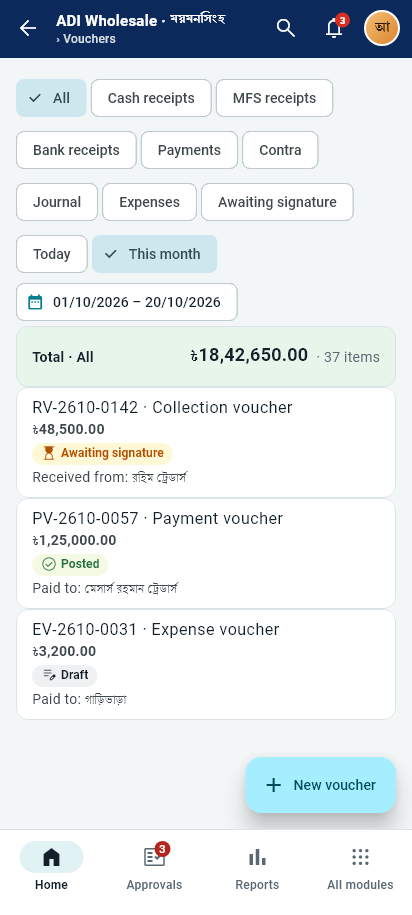 ADI Wholesale · ময়মনসিংহ
› Vouchers
3
আ
All
Cash receipts
MFS receipts
Bank receipts
Payments
Contra
Journal
Expenses
Awaiting signature
Today
This month
01/10/2026 – 20/10/2026
Total · All
৳18,42,650.00 · 37 items
RV-2610-0142 · Collection voucher
৳48,500.00
Awaiting signature
Received from: রহিম ট্রেডার্স
PV-2610-0057 · Payment voucher
৳1,25,000.00
Posted
Paid to: মেসার্স রহমান ট্রেডার্স
EV-2610-0031 · Expense voucher
৳3,200.00
Draft
Paid to: গাড়িভাড়া
New voucher
3
Home
Approvals
Reports
All modules